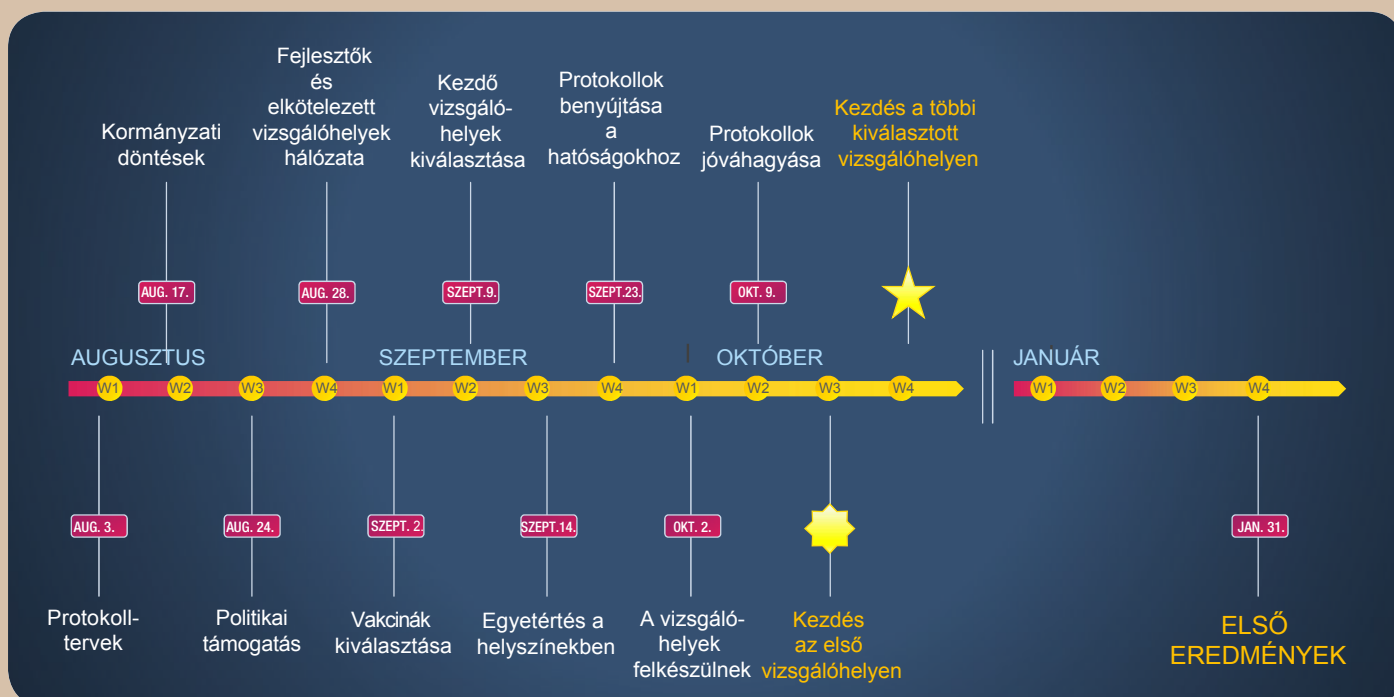 Kormányzati
döntések
Fejlesztők
és
elkötelezett
vizsgálóhelyek
hálózata
Kezdő
vizsgáló-
helyek
kiválasztása
Protokollok
benyújtása
a
hatóságokhoz
Protokollok
jóváhagyása
Kezdés a többi
kiválasztott
vizsgálóhelyen
AUG. 17.
AUG. 28.
SZEPT.9.
SZEPT.23.
OKT. 9.
AUGUSZTUS
SZEPTEMBER
OKTÓBER
JANUÁR
W1 W2 W3 W4 W1 W2 W3 W4 W1 W2 W3 W4 W1 W2 W3 W4
AUG. 3.
AUG. 24.
SZEPT. 2.
SZEPT.14.
OKT. 2.
JAN. 31.
Protokoll-
tervek
Politikai
támogatás
Vakcinák
kiválasztása
Egyetértés a
helyszínekben
A vizsgáló-
helyek
felkészülnek
Kezdés
az első
vizsgálóhelyen
ELSŐ
EREDMÉNYEK